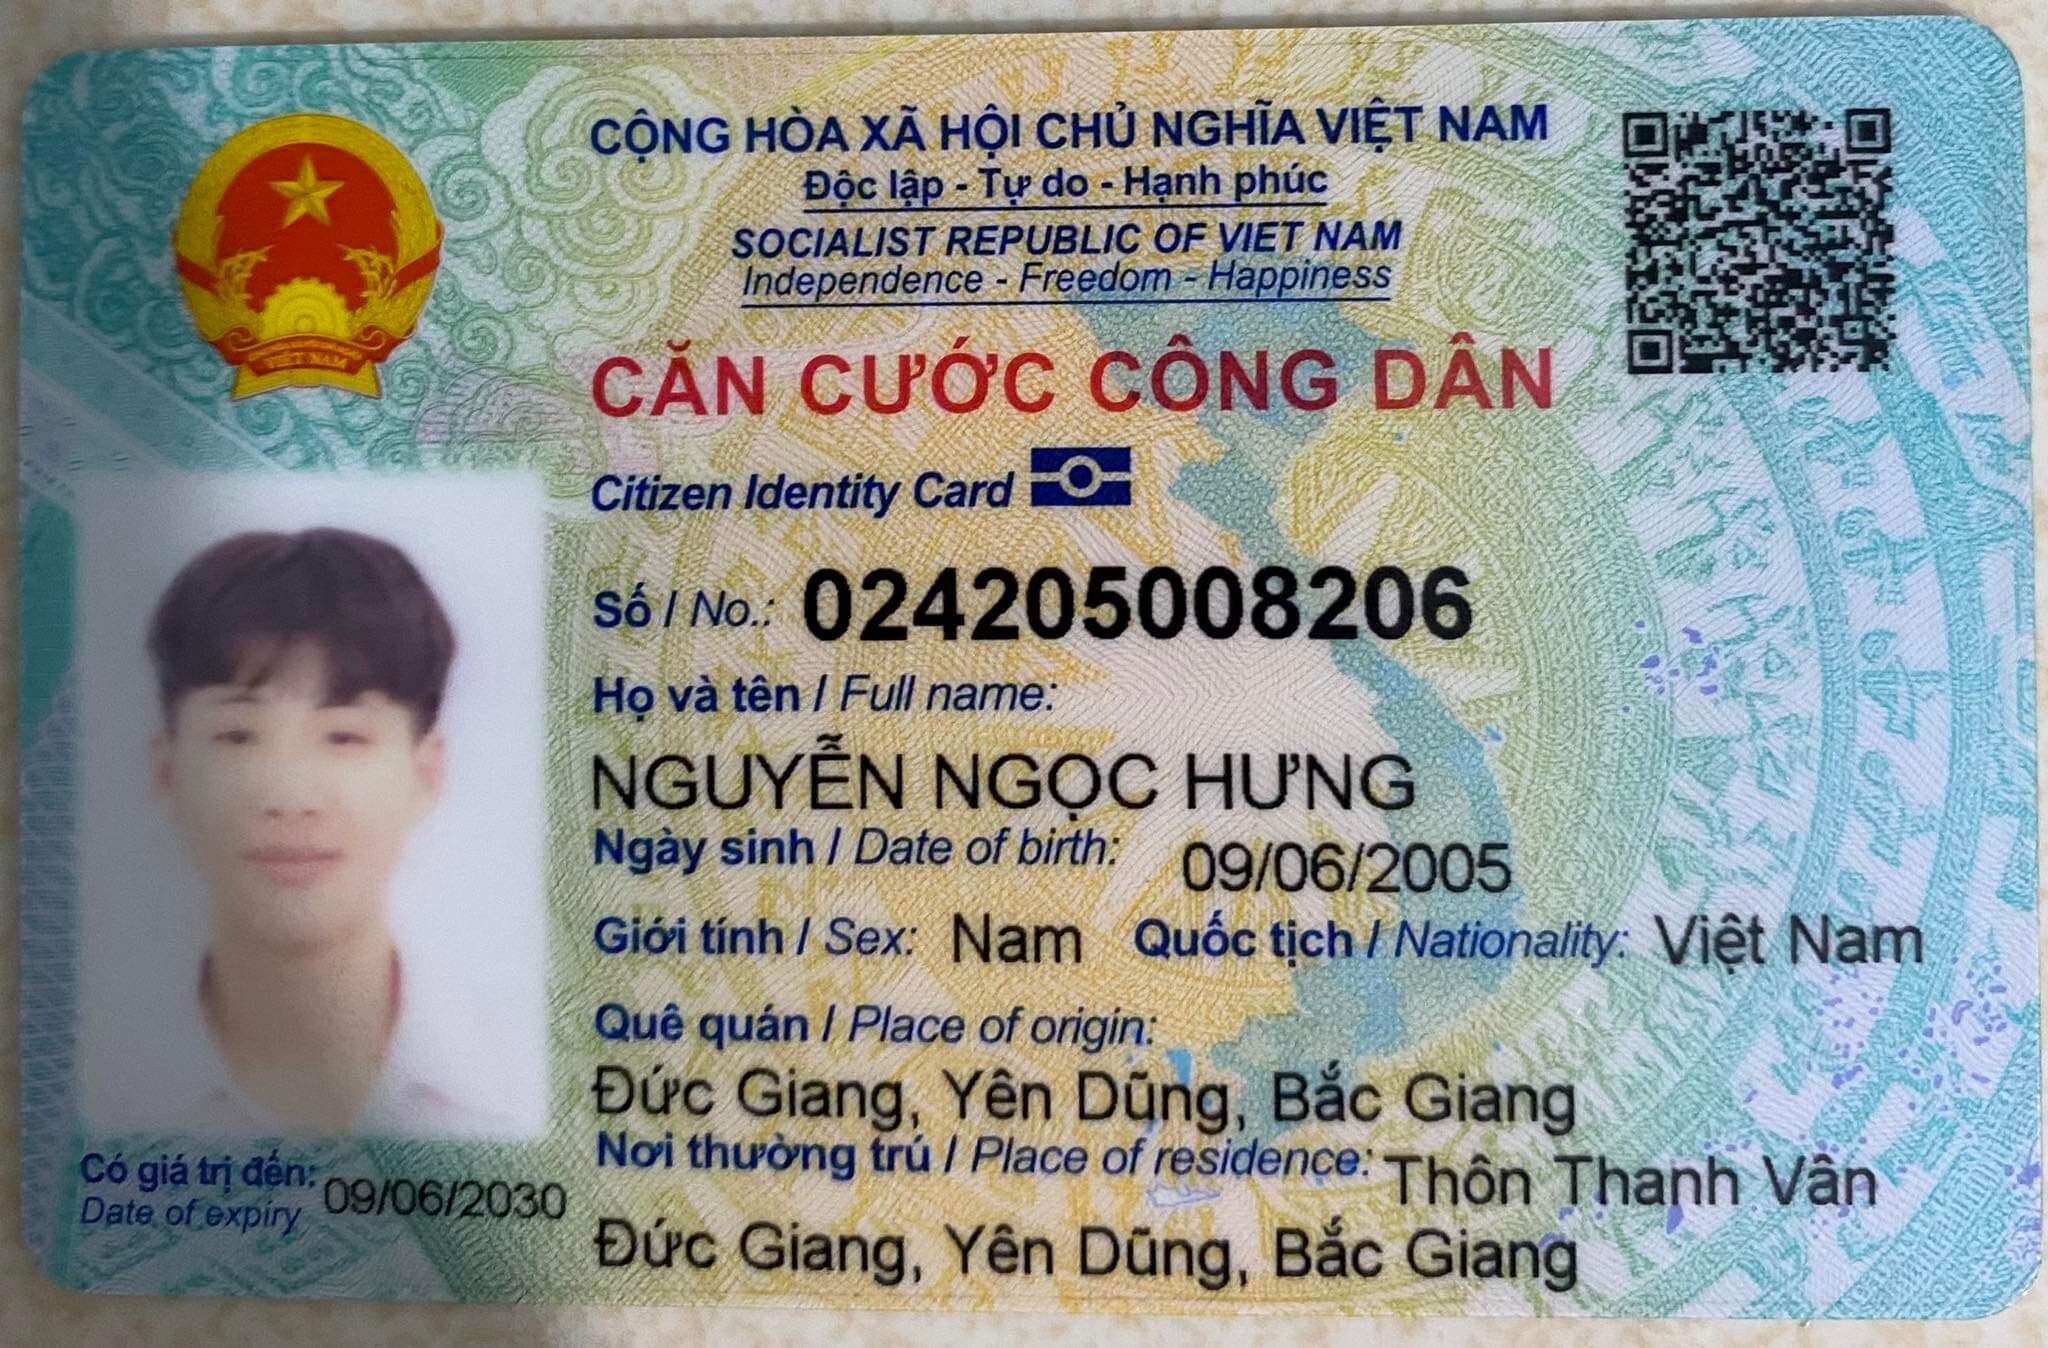 CỘNG HÒA XÃ HỘI CHỦ NGHĨA VIỆT NAM
Độc lập - Tự do - Hạnh phúc
SOCIALIST REPUBLIC OF VIET NAM
Independence - Freedom - Happiness
CĂN CƯỚC CÔNG DÂN
Citizen Identity Card
VIỆT NAM
Số / No.: 024205008206
Họ và tên / Full name:
NGUYỄN NGỌC HƯNG
Ngày sinh / Date of birth: 09/06/2005
Giới tính / Sex: Nam Quốc tịch / Nationality: Việt Nam
Quê quán / Place of origin:
Đức Giang, Yên Dũng, Bắc Giang
Nơi thường trú / Place of residence: Thôn Thanh Vân
Đức Giang, Yên Dũng, Bắc Giang
Có giá trị đến: 09/06/2030
Date of expiry